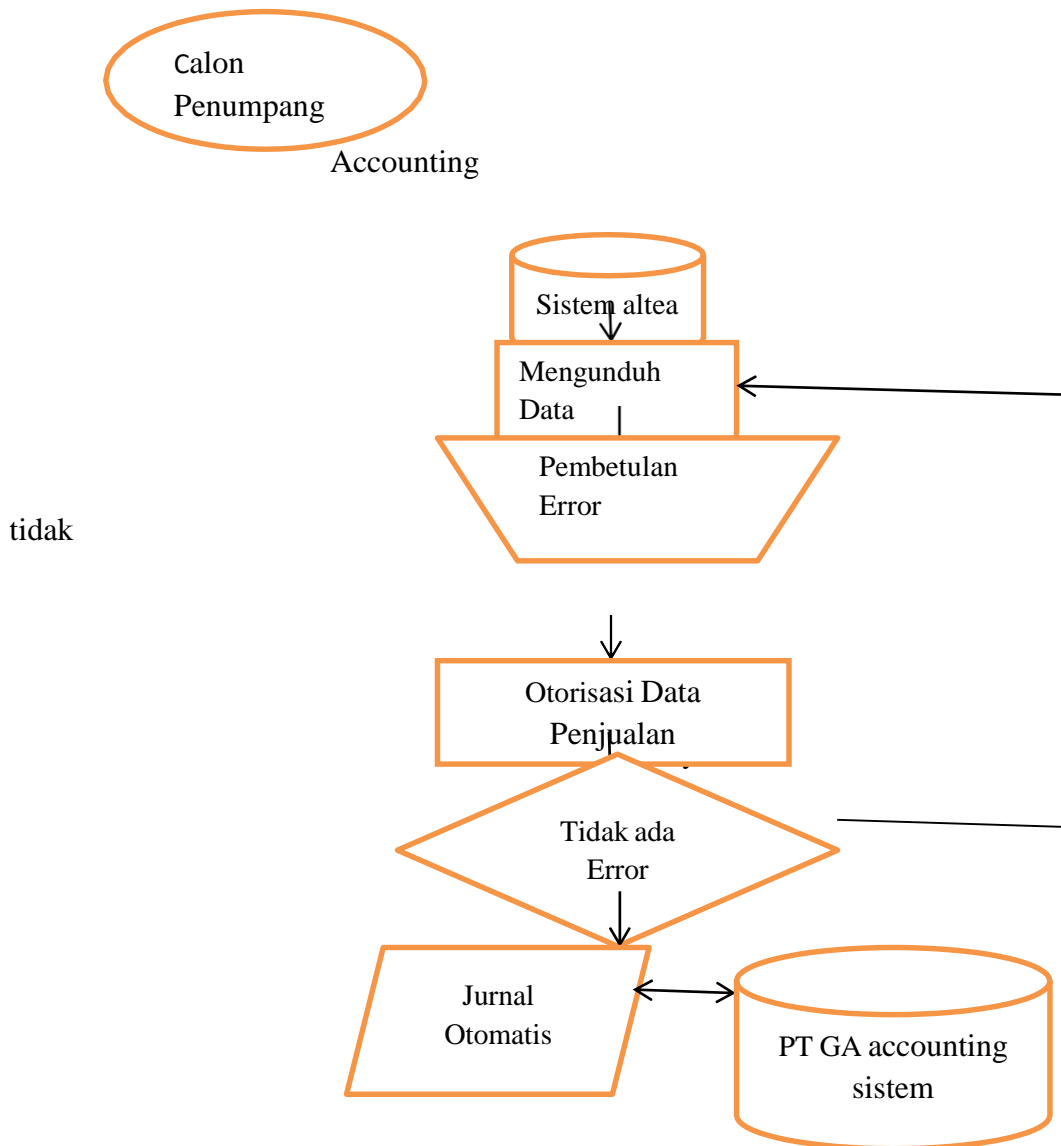 Calon
Penumpang
Accounting
Sistem altea
Mengunduh
Data
Pembetulan
Error
tidak
Otorisasi Data
Penjualan
Tidak ada
Error
Jurnal
Otomatis
PT GA accounting
sistem